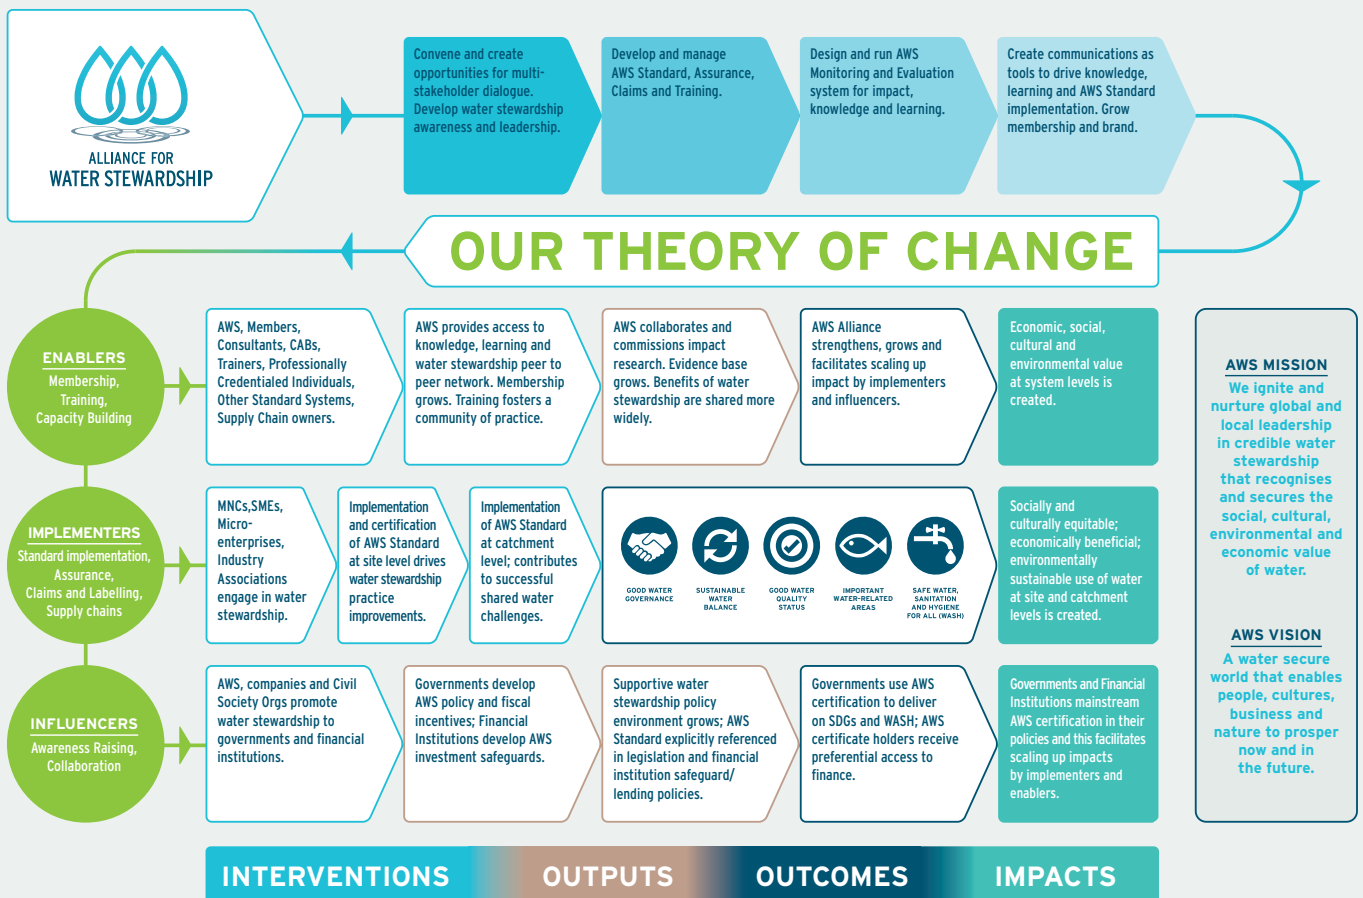 ALLIANCE FOR
WATER STEWARDSHIP
Convene and create
opportunities for multi-
stakeholder dialogue.
Develop water stewardship
awareness and leadership.
Develop and manage
AWS Standard, Assurance,
Claims and Training.
Design and run AWS
Monitoring and Evaluation
system for impact,
knowledge and learning.
Create communications as
tools to drive knowledge,
learning and AWS Standard
implementation. Grow
membership and brand.
OUR THEORY OF CHANGE
ENABLERS
Membership,
Training,
Capacity Building
AWS, Members,
Consultants, CABs,
Trainers, Professionally
Credentialed Individuals,
Other Standard Systems,
Supply Chain owners.
AWS provides access to
knowledge, learning and
water stewardship peer to
peer network. Membership
grows. Training fosters a
community of practice.
AWS collaborates and
commissions impact
research. Evidence base
grows. Benefits of water
stewardship are shared more
widely.
AWS Alliance
strengthens, grows and
facilitates scaling up
impact by implementers
and influencers.
Economic, social,
cultural and
environmental value
at system levels is
created.
IMPLEMENTERS
Standard implementation,
Assurance,
Claims and Labelling,
Supply chains
MNCs,SMEs,
Micro-
enterprises,
Industry
Associations
engage in water
stewardship.
Implementation
and certification
of AWS Standard
at site level drives
water stewardship
practice
improvements.
Implementation
of AWS Standard
at catchment
level; contributes
to successful
shared water
challenges.
GOOD WATER
GOVERNANCE
SUSTAINABLE
WATER
BALANCE
GOOD WATER
QUALITY
STATUS
IMPORTANT
WATER-RELATED
AREAS
SAFE WATER,
SANITATION
AND HYGIENE
FOR ALL (WASH)
Socially and
culturally equitable;
economically beneficial;
environmentally
sustainable use of water
at site and catchment
levels is created.
INFLUENCERS
Awareness Raising,
Collaboration
AWS, companies and Civil
Society Orgs promote
water stewardship to
governments and financial
institutions.
Governments develop
AWS policy and fiscal
incentives; Financial
Institutions develop AWS
investment safeguards.
Supportive water
stewardship policy
environment grows; AWS
Standard explicitly referenced
in legislation and financial
institution safeguard/
lending policies.
Governments use AWS
certification to deliver
on SDGs and WASH; AWS
certificate holders receive
preferential access to
finance.
Governments and Financial
Institutions mainstream
AWS certification in their
policies and this facilitates
scaling up impacts
by implementers and
enablers.
AWS MISSION
We ignite and
nurture global and
local leadership
in credible water
stewardship
that recognises
and secures the
social, cultural,
environmental and
economic value
of water.
AWS VISION
A water secure
world that enables
people, cultures,
business and
nature to prosper
now and in
the future.
INTERVENTIONS
OUTPUTS
OUTCOMES
IMPACTS